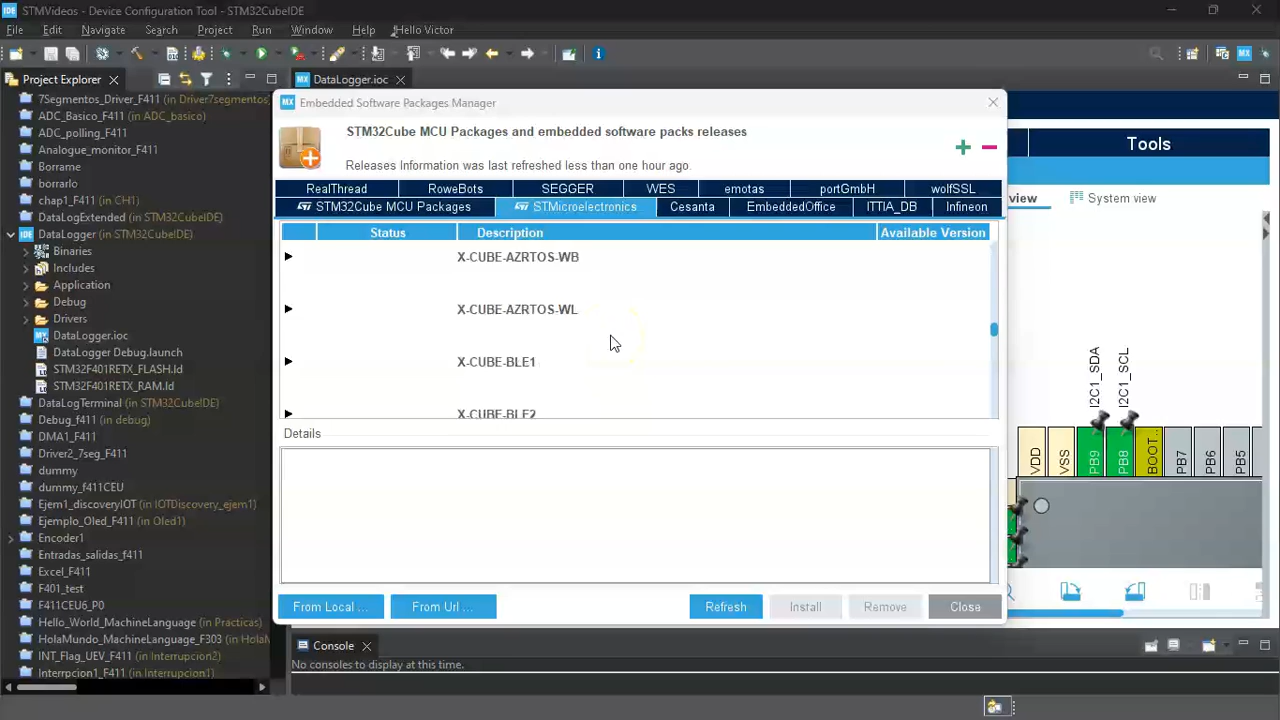 IDE STMVideos - Device Configuration Tool - STM32CubeIDE
File Edit Navigate Search Project Run Window Help Hello Victor
Project Explorer
MX DataLogger.ioc
7Segmentos_Driver_F411 (in Driver7segmentos)
ADC_Basico_F411 (in ADC_basico)
ADC_polling_F411
Analogue_monitor_F411
Borrame
borrarlo
chap1_F401 (in CH1)
DataLogExtended (in STM32CubeIDE)
DataLogger (in STM32CubeIDE)
Binaries
Includes
Application
Debug
Drivers
MX DataLogger.ioc
DataLogger Debug.launch
STM32F401RETX_FLASH.ld
STM32F401RETX_RAM.ld
DataLogTerminal (in STM32CubeIDE)
Debug_f411 (in debug)
DMA1_F411
Driver2_7seg_F411
dummy
dummy_f411CEU
Ejem1_discoveryIOT (in IOTDiscovery_ejem1)
Ejemplo_Oled_F411 (in Oled1)
Encoder1
Entradas_salidas_f411
Excel_F411
F401_test
F411CEU6_P0
Hello_World_MachineLanguage (in Practicas)
HolaMundo_MachineLanguage_F303 (in HolaM
INT_Flag_UEV_F411 (in Interrupcion2)
Interrpcion1_F411 (in Interrupcion1)
MX Embedded Software Packages Manager
STM32Cube MCU Packages and embedded software packs releases
Releases Information was last refreshed less than one hour ago.
RealThread RoweBots SEGGER WES emotas portGmbH wolfSSL
STM32Cube MCU Packages STMicroelectronics Cesanta EmbeddedOffice ITTIA_DB Infineon
Status Description Available Version
X-CUBE-AZRTOS-WB
X-CUBE-AZRTOS-WL
X-CUBE-BLE1
X-CUBE-BLE2
Details
From Local ... From Url ... Refresh Install Remove Close
Tools
view System view
I2C1_SDA
I2C1_SCL
VDD
VSS
PB9
PB8
BOOT..
PB7
PB6
PB5
Console
No consoles to display at this time.